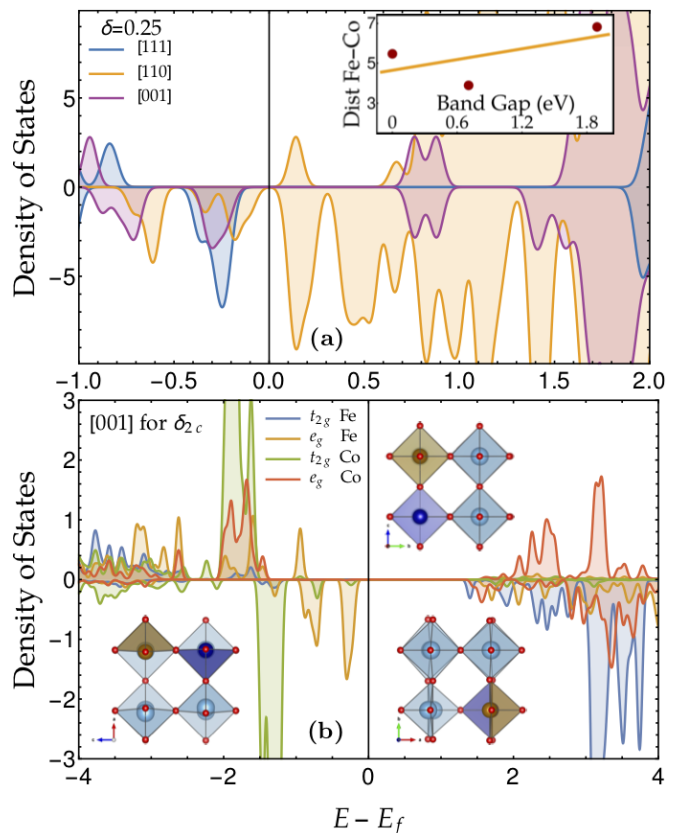 δ=0.25
[111]
[110]
[001]
Dist Fe−Co
7
5
3
Band Gap (eV)
0 0.6 1.2 1.8
Density of States
5
0
−5
(a)
−1.0 −0.5 0.0 0.5 1.0 1.5 2.0
[001] for δ2c
t2g Fe
eg Fe
t2g Co
eg Co
Density of States
3
2
1
0
−1
−2
−3
(b)
−4 −2 0 2 4
E − Ef